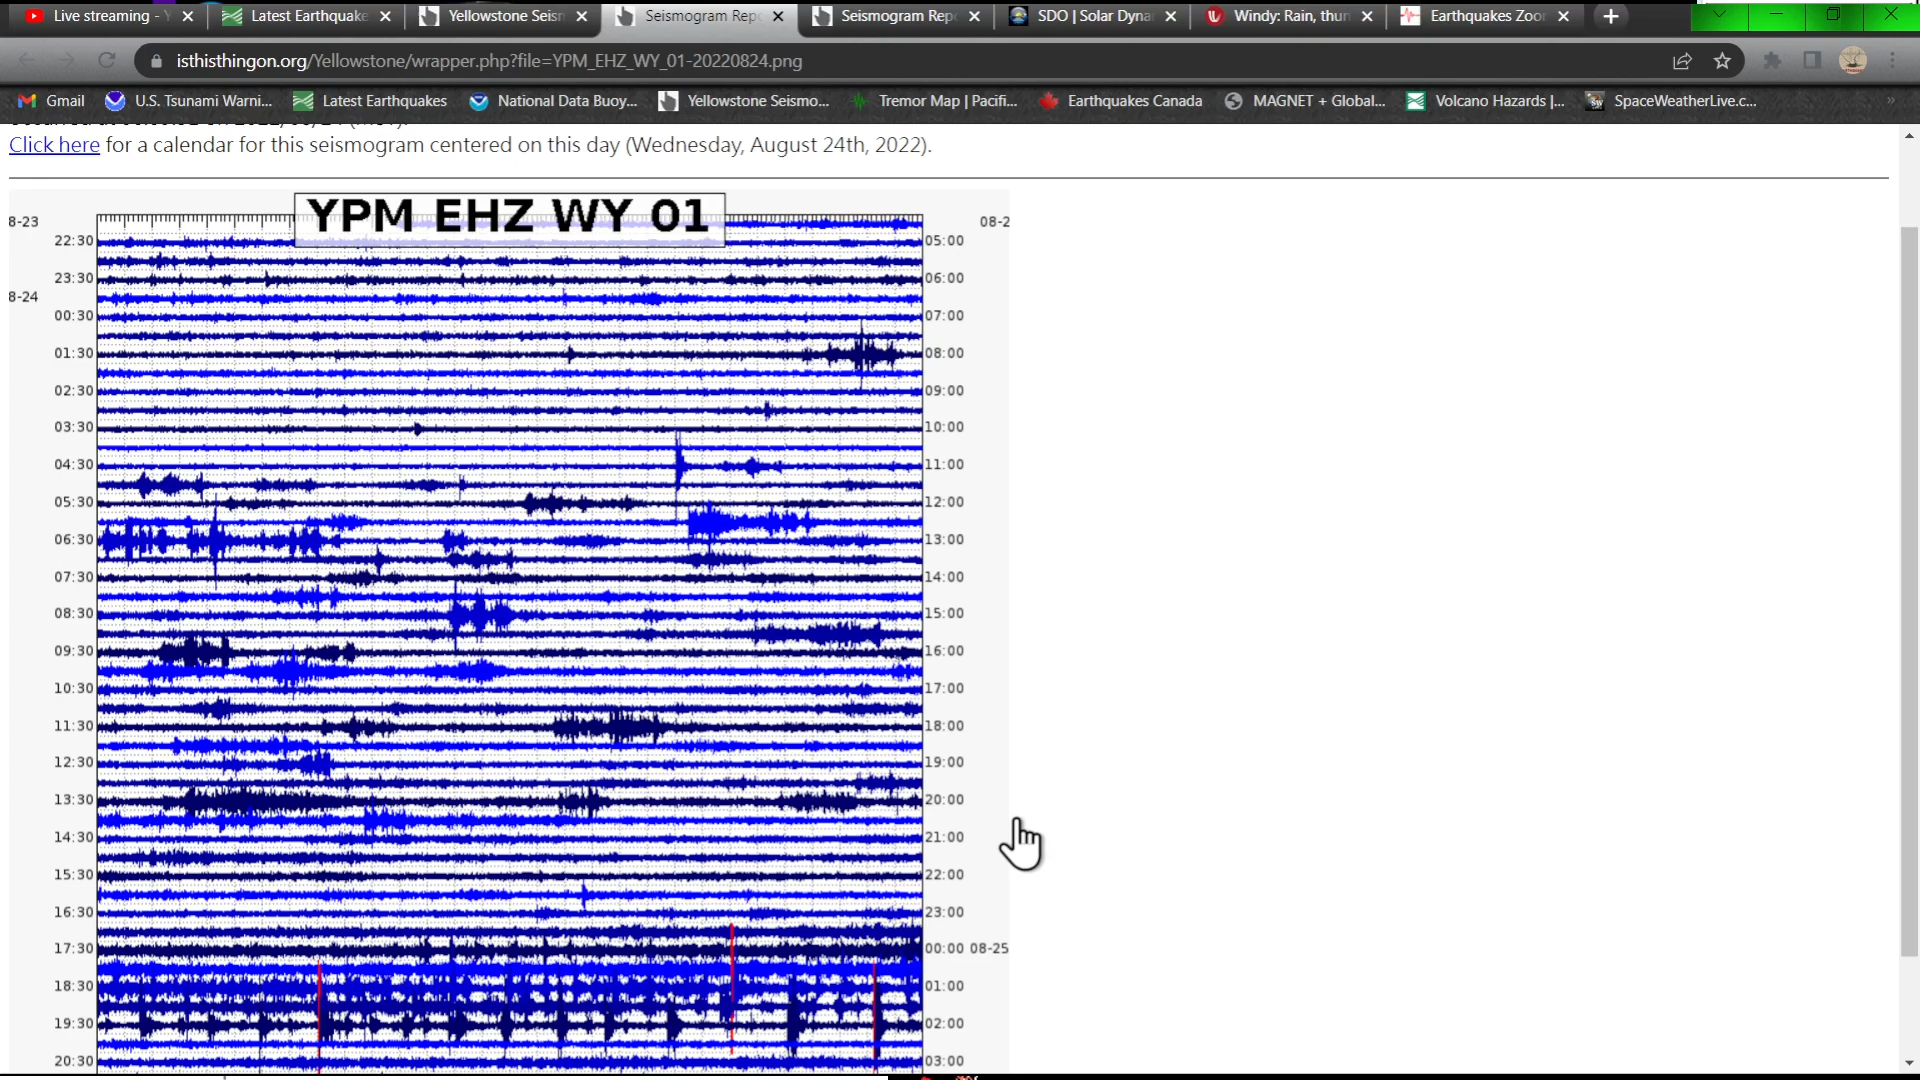 Live streaming - Y
Latest Earthquake
Yellowstone Seism
Seismogram Repo
Seismogram Repo
SDO | Solar Dynar
Windy: Rain, thun
Earthquakes Zoom
isthisthingon.org/Yellowstone/wrapper.php?file=YPM_EHZ_WY_01-20220824.png
Gmail
U.S. Tsunami Warni...
Latest Earthquakes
National Data Buoy...
Yellowstone Seismo...
Tremor Map | Pacifi...
Earthquakes Canada
MAGNET + Global...
Volcano Hazards |...
SpaceWeatherLive.c...
»
Click here for a calendar for this seismogram centered on this day (Wednesday, August 24th, 2022).
YPM EHZ WY 01
8-23 08-2
22:30 05:00
23:30 06:00
8-24
00:30 07:00
01:30 08:00
02:30 09:00
03:30 10:00
04:30 11:00
05:30 12:00
06:30 13:00
07:30 14:00
08:30 15:00
09:30 16:00
10:30 17:00
11:30 18:00
12:30 19:00
13:30 20:00
14:30 21:00
15:30 22:00
16:30 23:00
17:30 00:00 08-25
18:30 01:00
19:30 02:00
20:30 03:00